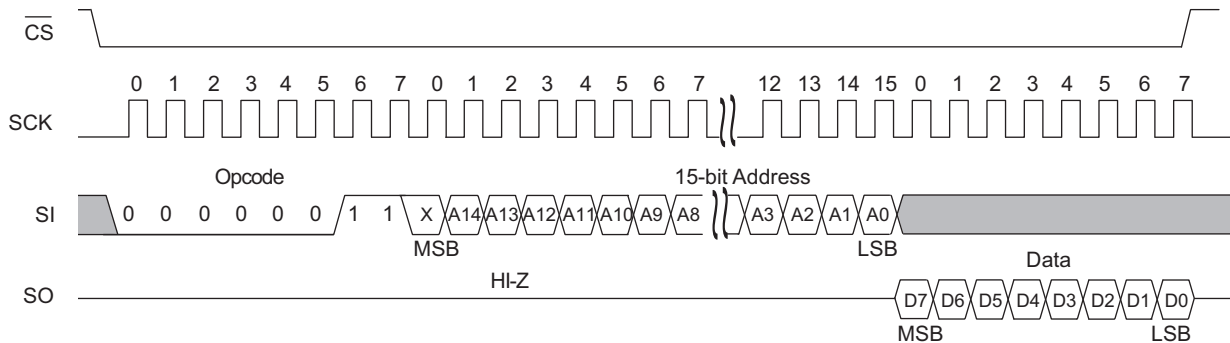 CS
0 1 2 3 4 5 6 7 0 1 2 3 4 5 6 7 12 13 14 15 0 1 2 3 4 5 6 7
SCK
Opcode 15-bit Address
SI 0 0 0 0 0 0 1 1 X A14 A13 A12 A11 A10 A9 A8 A3 A2 A1 A0
MSB LSB
HI-Z Data
SO D7 D6 D5 D4 D3 D2 D1 D0
MSB LSB